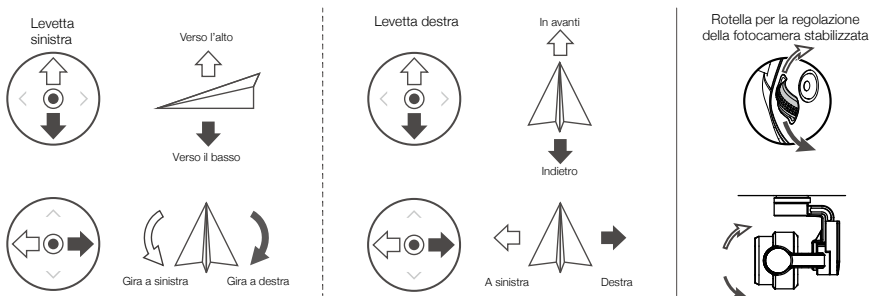 Levetta
sinistra
Verso l'alto
Verso il basso
Gira a sinistra
Gira a destra
Levetta destra
In avanti
Indietro
A sinistra
Destra
Rotella per la regolazione
della fotocamera stabilizzata